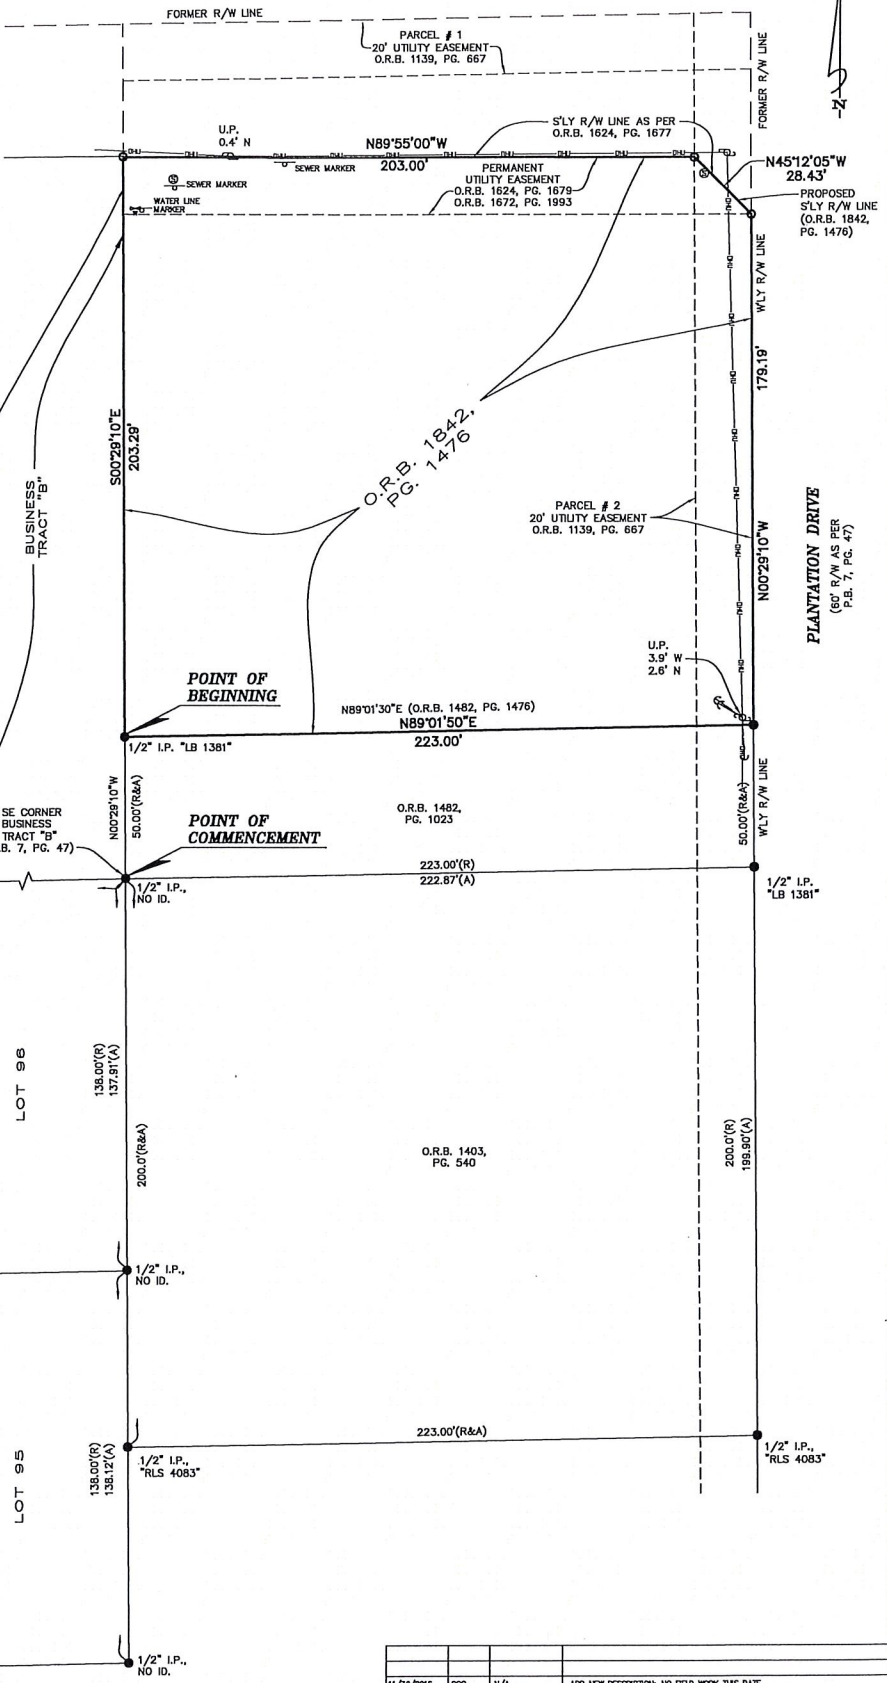 FORMER R/W LINE
PARCEL # 1
20' UTILITY EASEMENT
O.R.B. 1139, PG. 667
FORMER R/W LINE
-N-
U.P.
0.4' N
OHU
N89°55'00"W
203.00'
S'LY R/W LINE AS PER
O.R.B. 1624, PG. 1677
SEWER MARKER
S
SEWER MARKER
WATER LINE
MARKER
PERMANENT
UTILITY EASEMENT
O.R.B. 1624, PG. 1679
O.R.B. 1672, PG. 1993
S
N45°12'05"W
28.43'
PROPOSED
S'LY R/W LINE
(O.R.B. 1842,
PG. 1476)
W'LY R/W LINE
179.19'
S00°29'10"E
203.29'
BUSINESS
TRACT "B"
O.R.B. 1842,
PG. 1476
PARCEL # 2
20' UTILITY EASEMENT
O.R.B. 1139, PG. 667
N00°29'10"W
PLANTATION DRIVE
(60' R/W AS PER
P.B. 7, PG. 47)
U.P.
3.9' W
2.6' N
POINT OF
BEGINNING
N89°01'30"E (O.R.B. 1482, PG. 1476)
N89°01'50"E
223.00'
1/2" I.P. "LB 1381"
N00°29'10"W
50.00'(R&A)
O.R.B. 1482,
PG. 1023
50.00'(R&A)
W'LY R/W LINE
SE CORNER
BUSINESS
TRACT "B"
.B. 7, PG. 47)
POINT OF
COMMENCEMENT
223.00'(R)
222.87'(A)
1/2" I.P.,
NO ID.
1/2" I.P.
"LB 1381"
LOT 96
138.00'(R)
137.91'(A)
200.0'(R&A)
O.R.B. 1403,
PG. 540
200.0'(R)
199.90'(A)
1/2" I.P.,
NO ID.
223.00'(R&A)
LOT 95
138.00'(R)
138.12'(A)
1/2" I.P.,
"RLS 4083"
1/2" I.P.,
"RLS 4083"
1/2" I.P.,
NO ID.